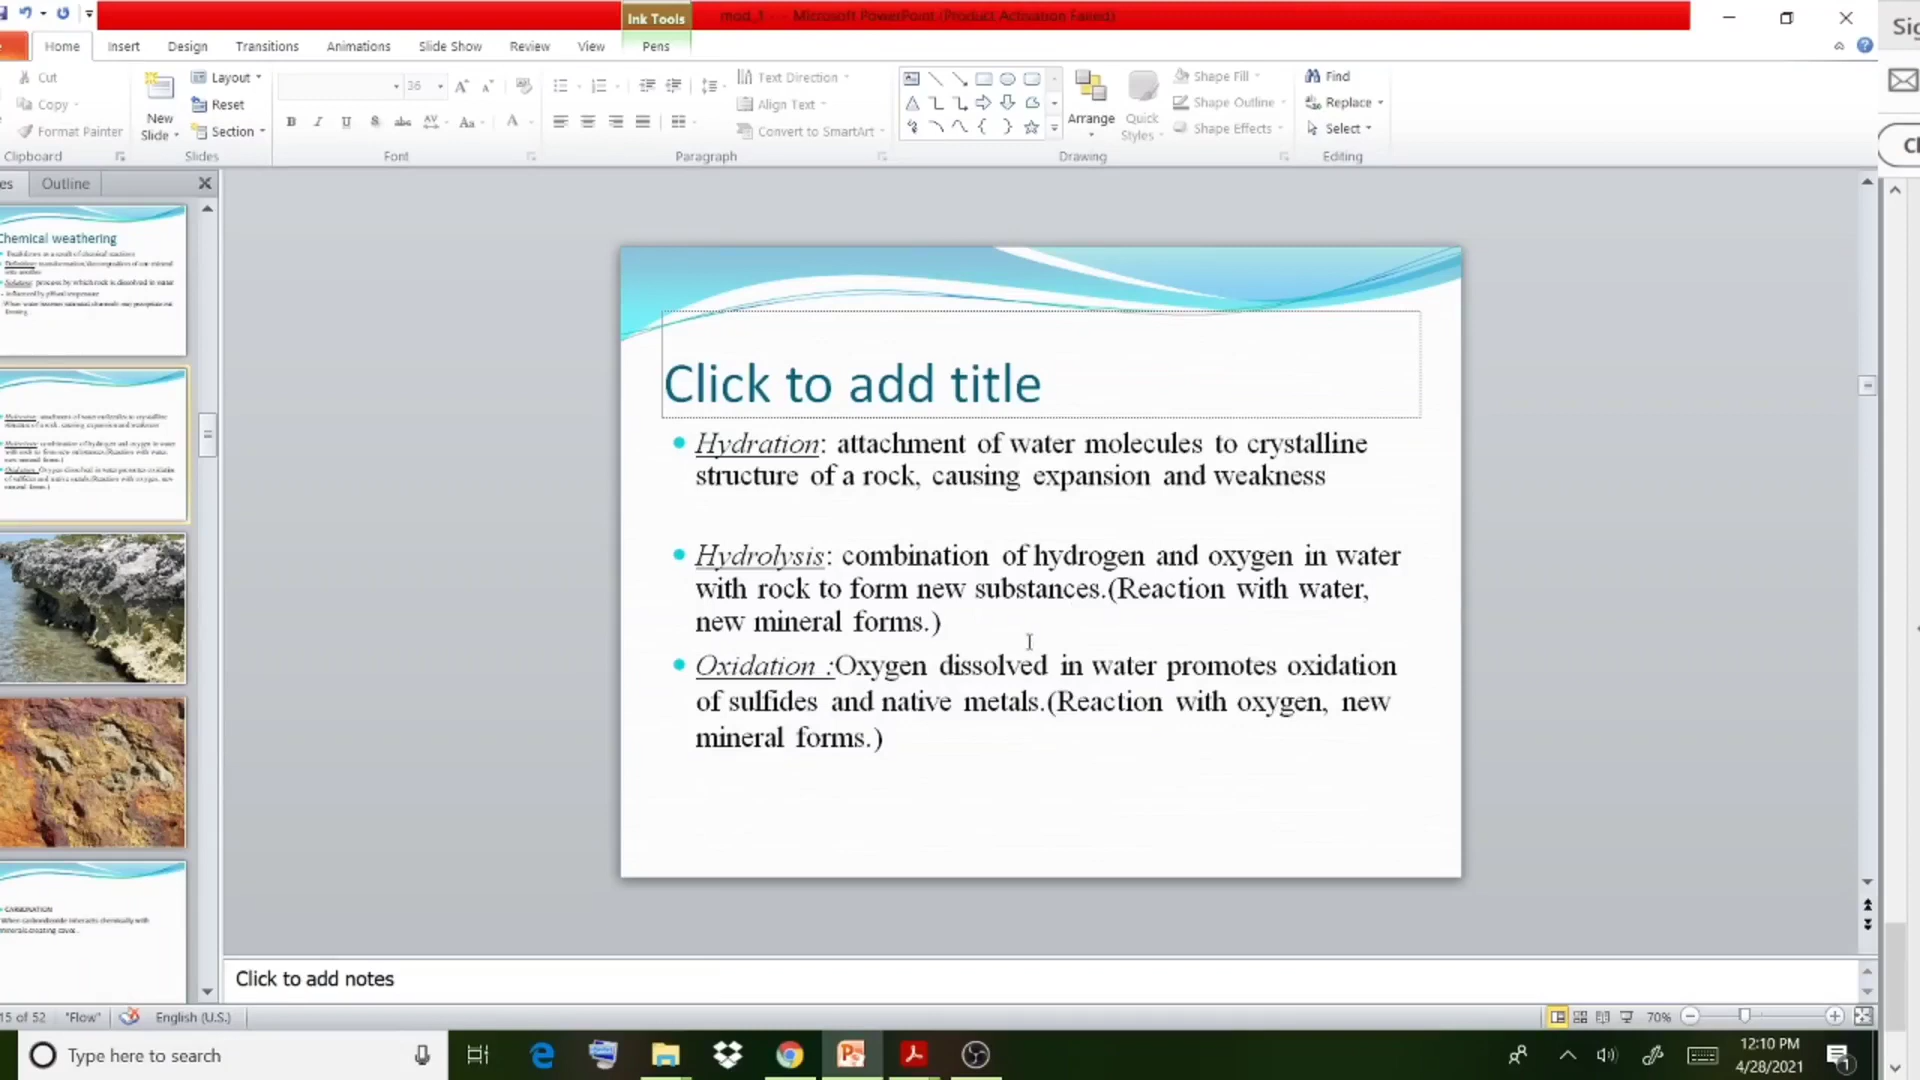 Ink Tools
mod_1 - Microsoft PowerPoint (Product Activation Failed)
Home Insert Design Transitions Animations Slide Show Review View Pens
Cut
Copy
Format Painter
Clipboard
New
Slide
Layout
Reset
Section
Slides
36
Font
Text Direction
Align Text
Convert to SmartArt
Paragraph
Arrange
Quick
Styles
Shape Fill
Shape Outline
Shape Effects
Drawing
Find
Replace
Select
Editing
Sig
Cl
es Outline
Chemical weathering
Click to add title
Hydration: attachment of water molecules to crystalline
structure of a rock, causing expansion and weakness
Hydrolysis: combination of hydrogen and oxygen in water
with rock to form new substances.(Reaction with water,
new mineral forms.)
Oxidation :Oxygen dissolved in water promotes oxidation
of sulfides and native metals.(Reaction with oxygen, new
mineral forms.)
CARBONATION
Click to add notes
15 of 52 "Flow" English (U.S.) 70%
Type here to search
12:10 PM
4/28/2021
1